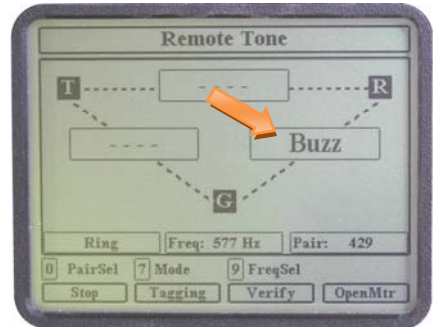 Remote Tone
T - - - - R
- - - - Buzz
G
Ring Freq: 577 Hz Pair: 429
0 PairSel 7 Mode 9 FreqSel
Stop Tagging Verify OpenMtr